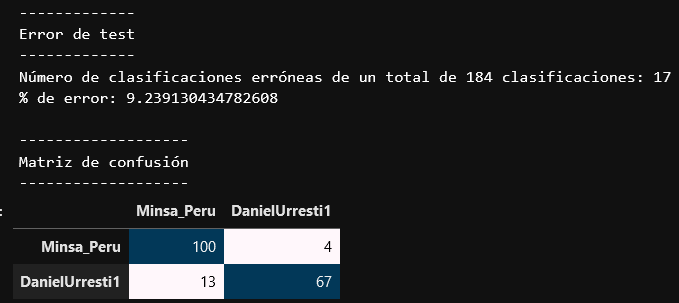 -------------
Error de test
-------------
Número de clasificaciones erróneas de un total de 184 clasificaciones: 17
% de error: 9.239130434782608
-------------------
Matriz de confusión
-------------------
:
Minsa_Peru DanielUrresti1
Minsa_Peru 100 4
DanielUrresti1 13 67